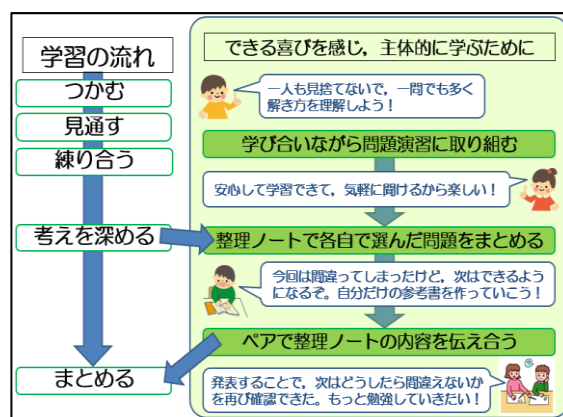 学習の流れ
つかむ
見通す
練り合う
考えを深める
まとめる
できる喜びを感じ，主体的に学ぶために
一人も見捨てないで，一問でも多く
解き方を理解しよう！
学び合いながら問題演習に取り組む
安心して学習できて，気軽に聞けるから楽しい！
整理ノートで各自で選んだ問題をまとめる
今回は間違ってしまったけど，次はできるよう
になるぞ。自分だけの参考書を作っていこう！
ペアで整理ノートの内容を伝え合う
発表することで，次はどうしたら間違えないか
を再び確認できた。もっと勉強していきたい！